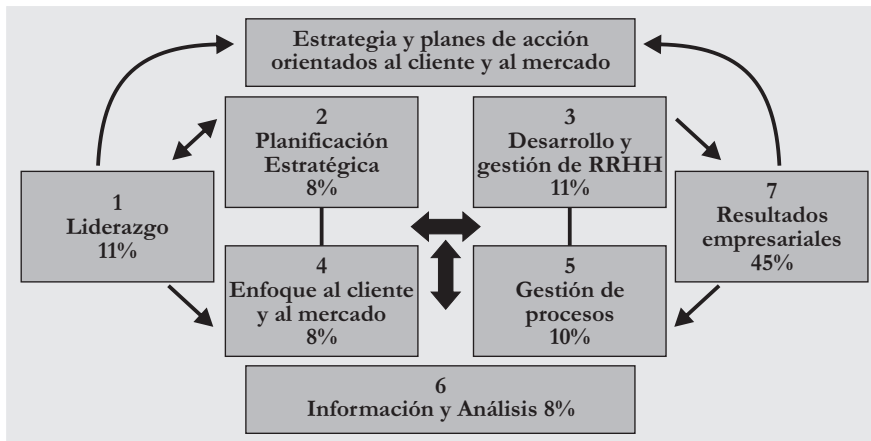 Estrategia y planes de acción
orientados al cliente y al mercado
2
Planificación
Estratégica
8%
3
Desarrollo y
gestión de RRHH
11%
1
Liderazgo
11%
7
Resultados
empresariales
45%
4
Enfoque al cliente
y al mercado
8%
5
Gestión de
procesos
10%
6
Información y Análisis 8%